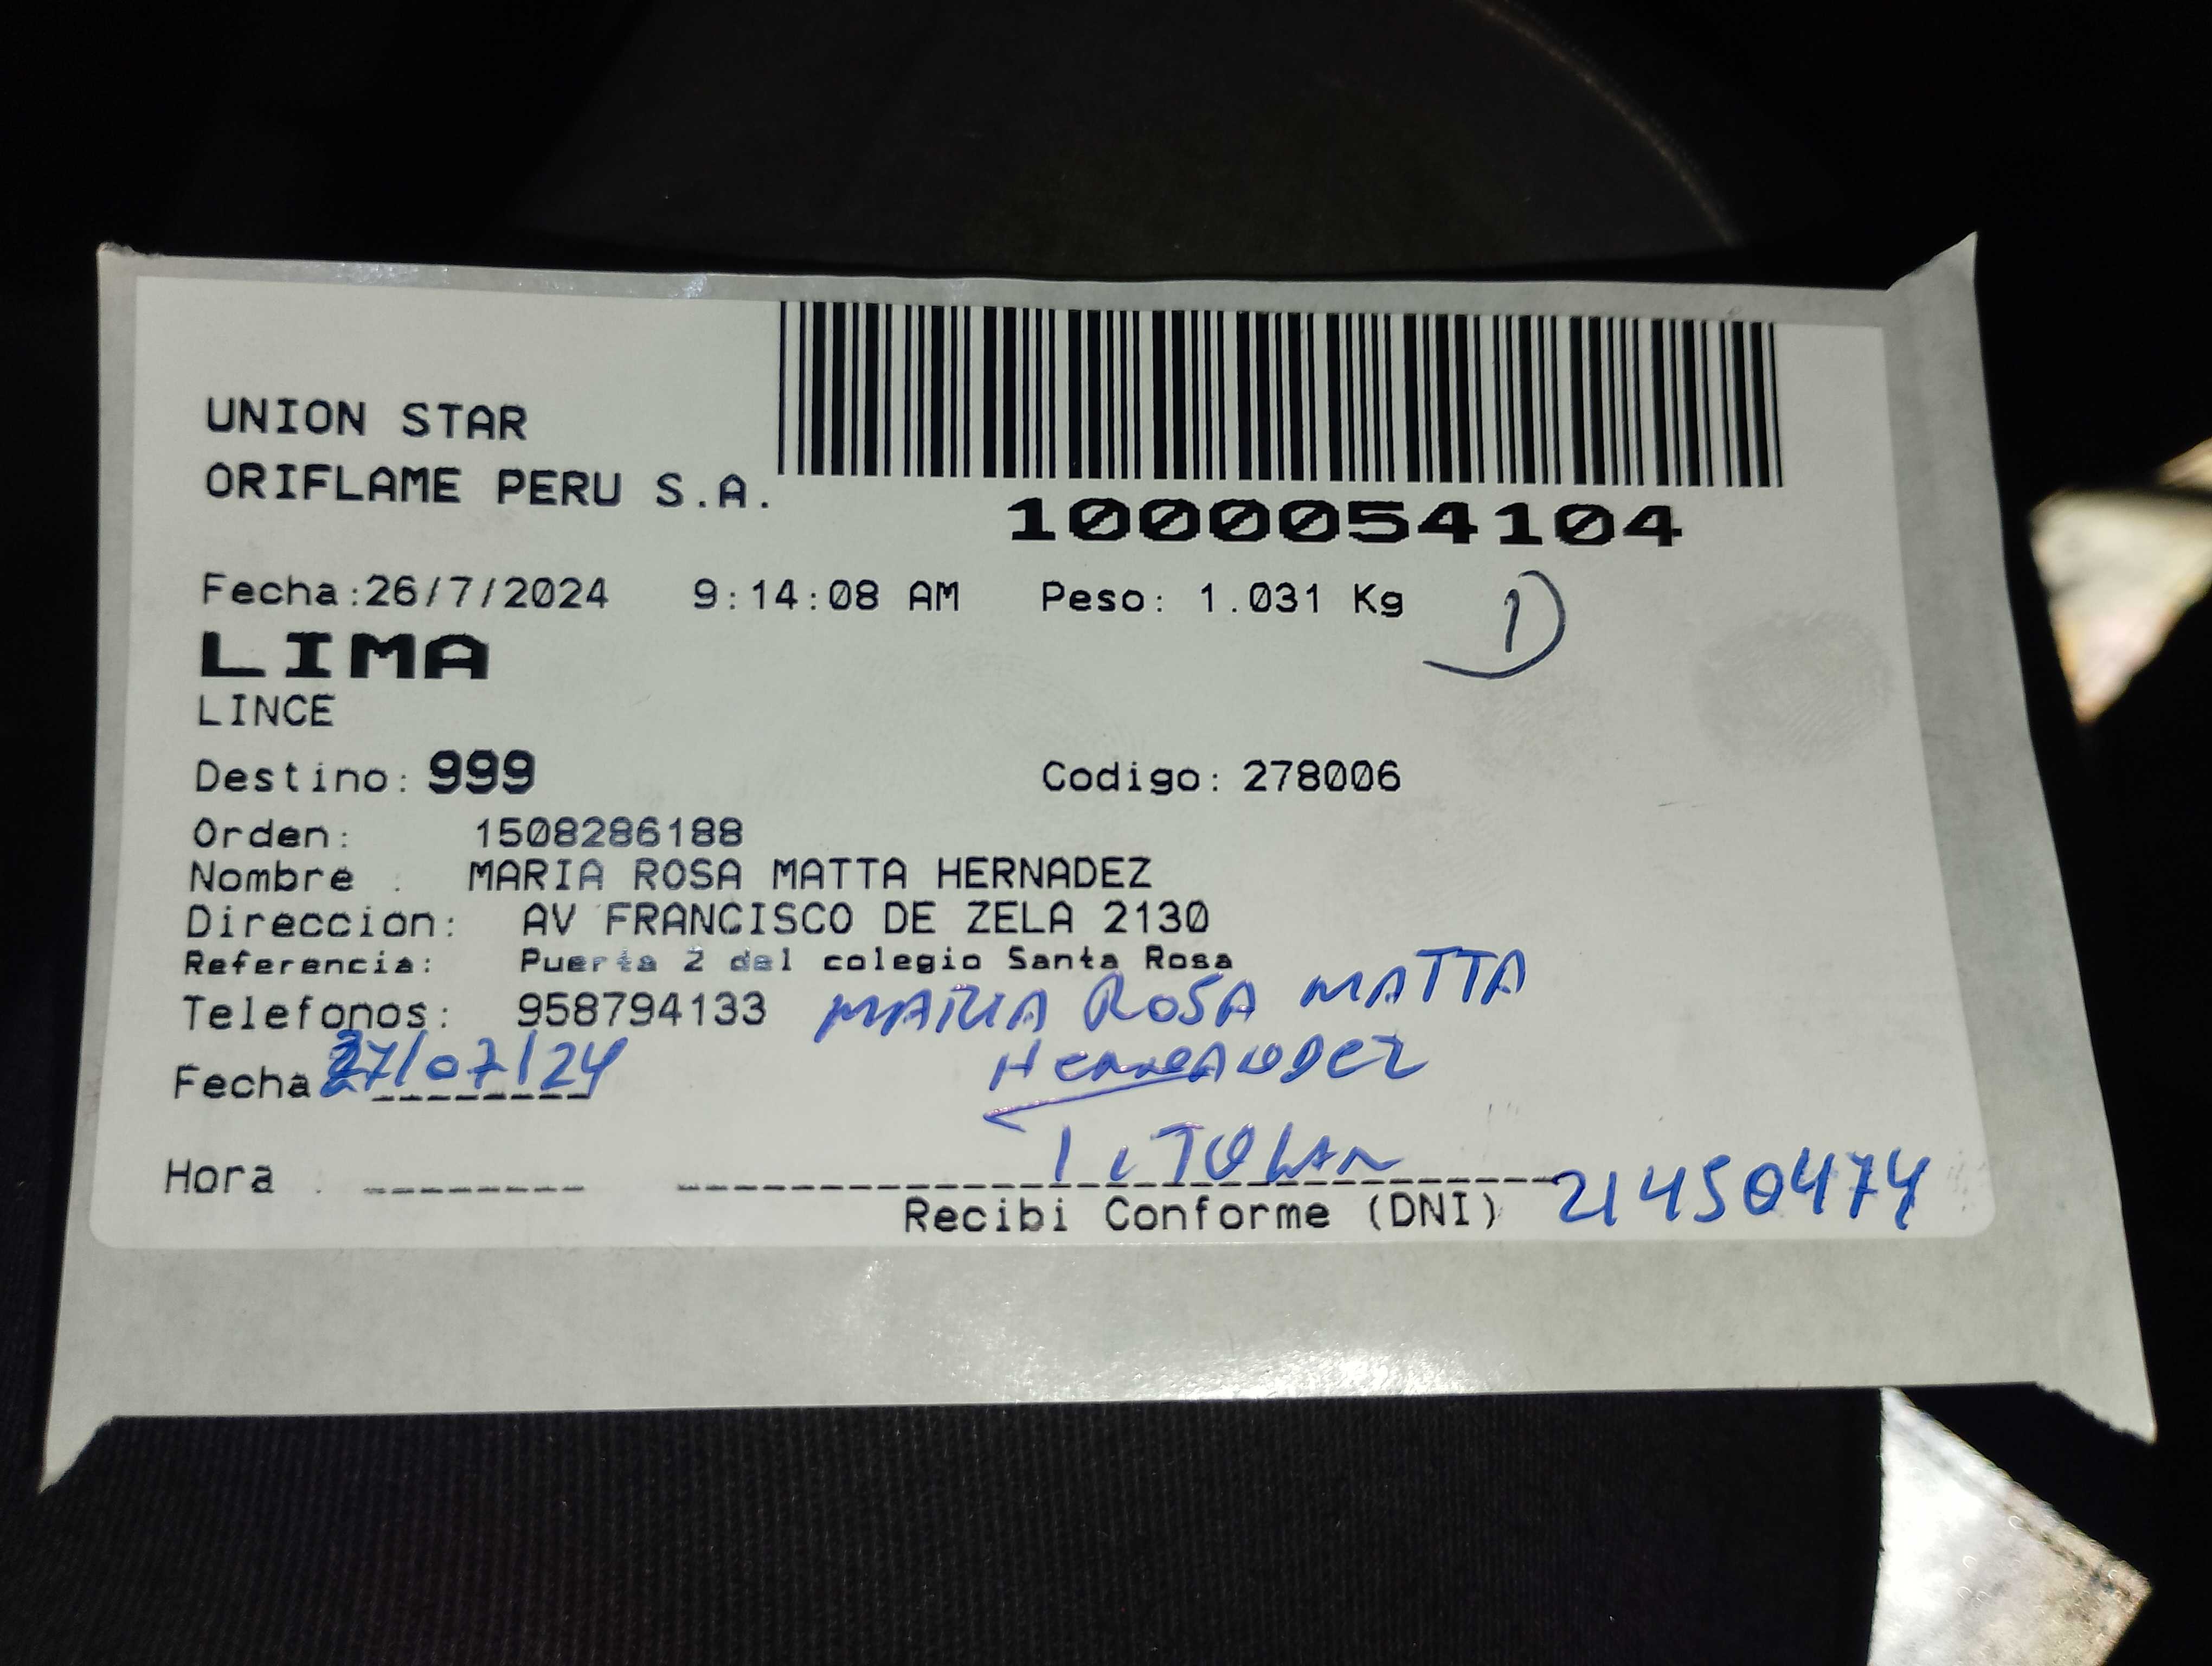 UNION STAR
ORIFLAME PERU S.A.
1000054104
Fecha:26/7/2024 9:14:08 AM Peso: 1.031 Kg
1)
LIMA
LINCE
Destino: 999 Codigo: 278006
Orden: 1508286188
Nombre : MARIA ROSA MATTA HERNADEZ
Direccion: AV FRANCISCO DE ZELA 2130
Referencia: Puerta 2 del colegio Santa Rosa
Telefonos: 958794133 MARIA ROSA MATTA
HERNANDEZ
Fecha 27/07/24
TITULAR
Hora : 21450474
Recibi Conforme (DNI)